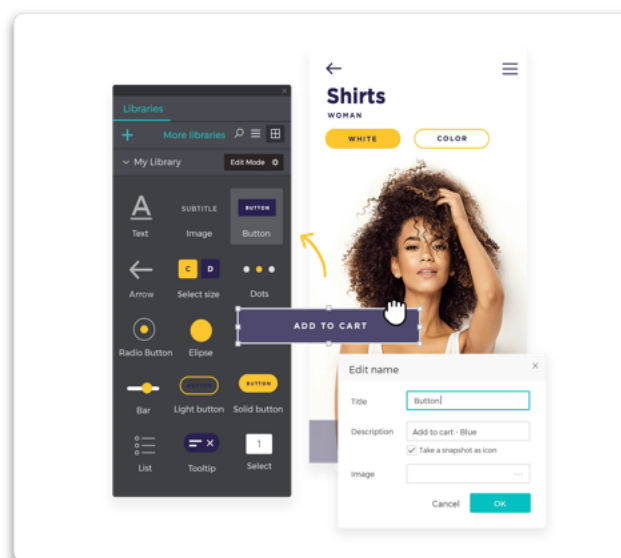 Libraries
More libraries
My Library
Edit Mode
A
SUBTITLE
BUTTON
Text
Image
Button
C
D
Arrow
Select size
Dots
Radio Button
Elipse
BUTTON
BUTTON
Bar
Light button
Solid button
1
List
Tooltip
Select
Shirts
WOMAN
WHITE
COLOR
ADD TO CART
Edit name
Title
Button
Description
Add to cart - Blue
Take a snapshot as icon
Image
Cancel
OK